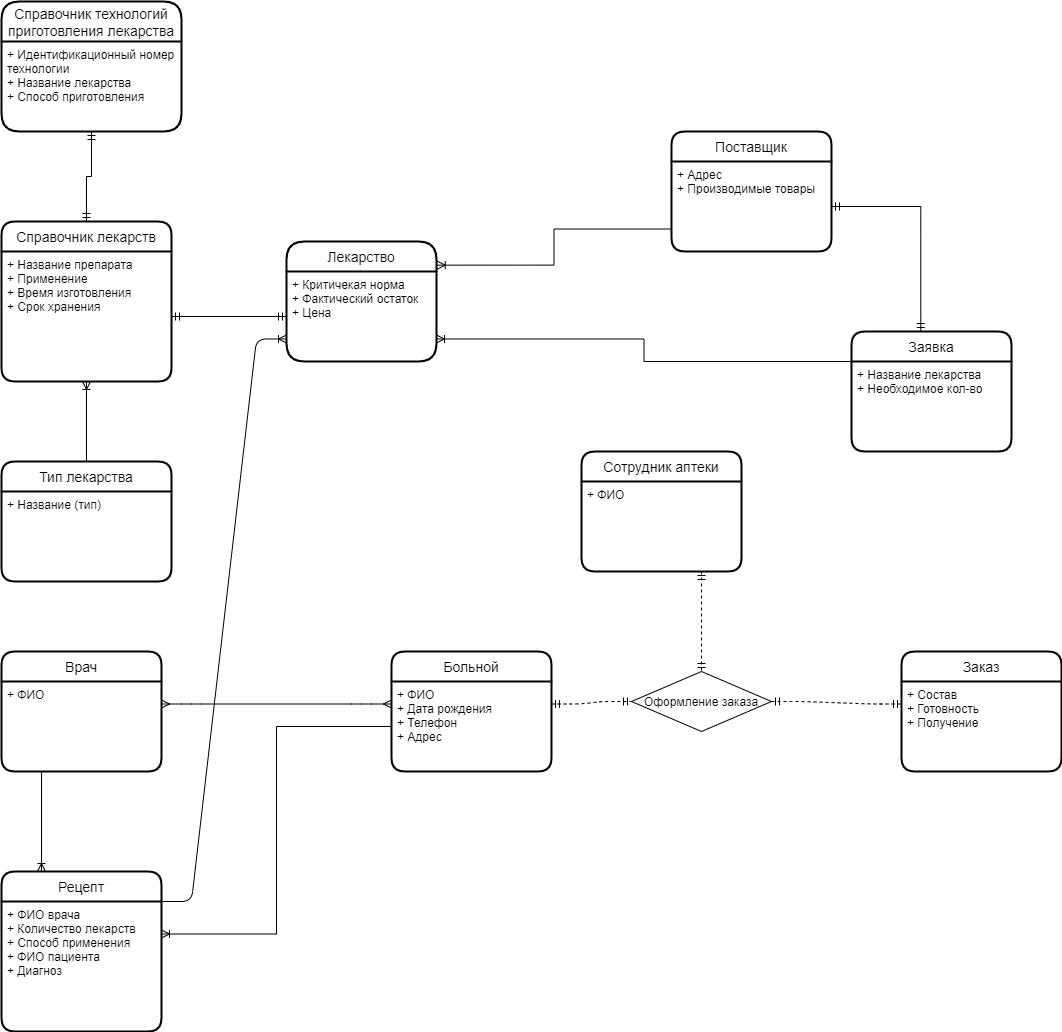 Справочник технологий
приготовления лекарства
+ Идентификационный номер
технологии
+ Название лекарства
+ Способ приготовления
Поставщик
+ Адрес
+ Производимые товары
Справочник лекарств
+ Название препарата
+ Применение
+ Время изготовления
+ Срок хранения
Лекарство
+ Критичекая норма
+ Фактический остаток
+ Цена
Заявка
+ Название лекарства
+ Необходимое кол-во
Тип лекарства
+ Название (тип)
Сотрудник аптеки
+ ФИО
Врач
+ ФИО
Больной
+ ФИО
+ Дата рождения
+ Телефон
+ Адрес
Оформление заказа
Заказ
+ Состав
+ Готовность
+ Получение
Рецепт
+ ФИО врача
+ Количество лекарств
+ Способ применения
+ ФИО пациента
+ Диагноз